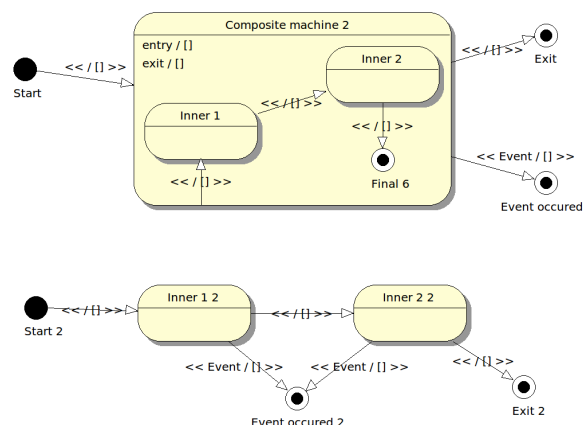 Composite machine 2
entry / []
exit / []
<< / [] >>
Start
Inner 2
<< / [] >>
Exit
<< / [] >>
Inner 1
<< / [] >>
<< / [] >>
Final 6
<< Event / [] >>
Event occured
Inner 1 2
Inner 2 2
<< / [] >>
Start 2
<< / [] >>
<< Event / [] >>
<< Event / [] >>
<< / [] >>
Exit 2
Event occured 2